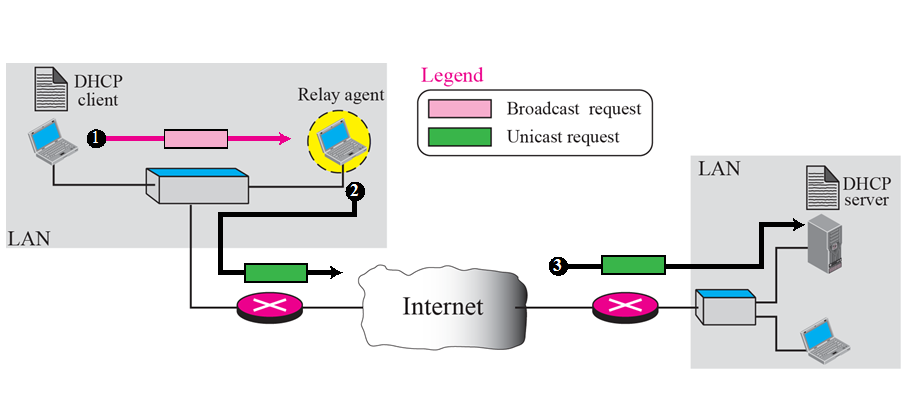 DHCP
client
Relay agent
1
2
LAN
Legend
Broadcast request
Unicast request
3
Internet
LAN
DHCP
server